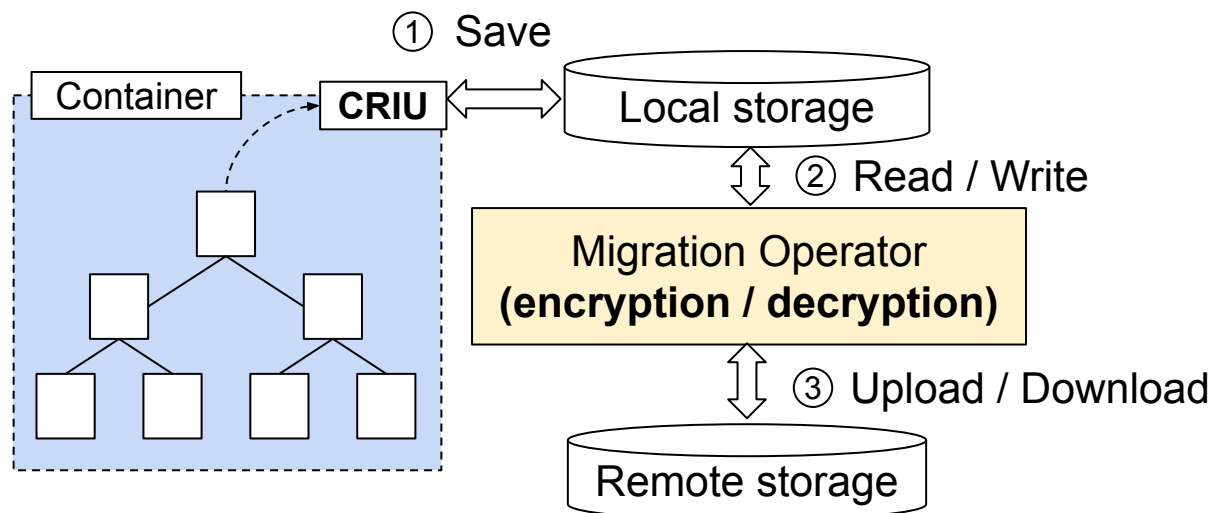 ① Save
Container
CRIU
Local storage
② Read / Write
Migration Operator
(encryption / decryption)
③ Upload / Download
Remote storage